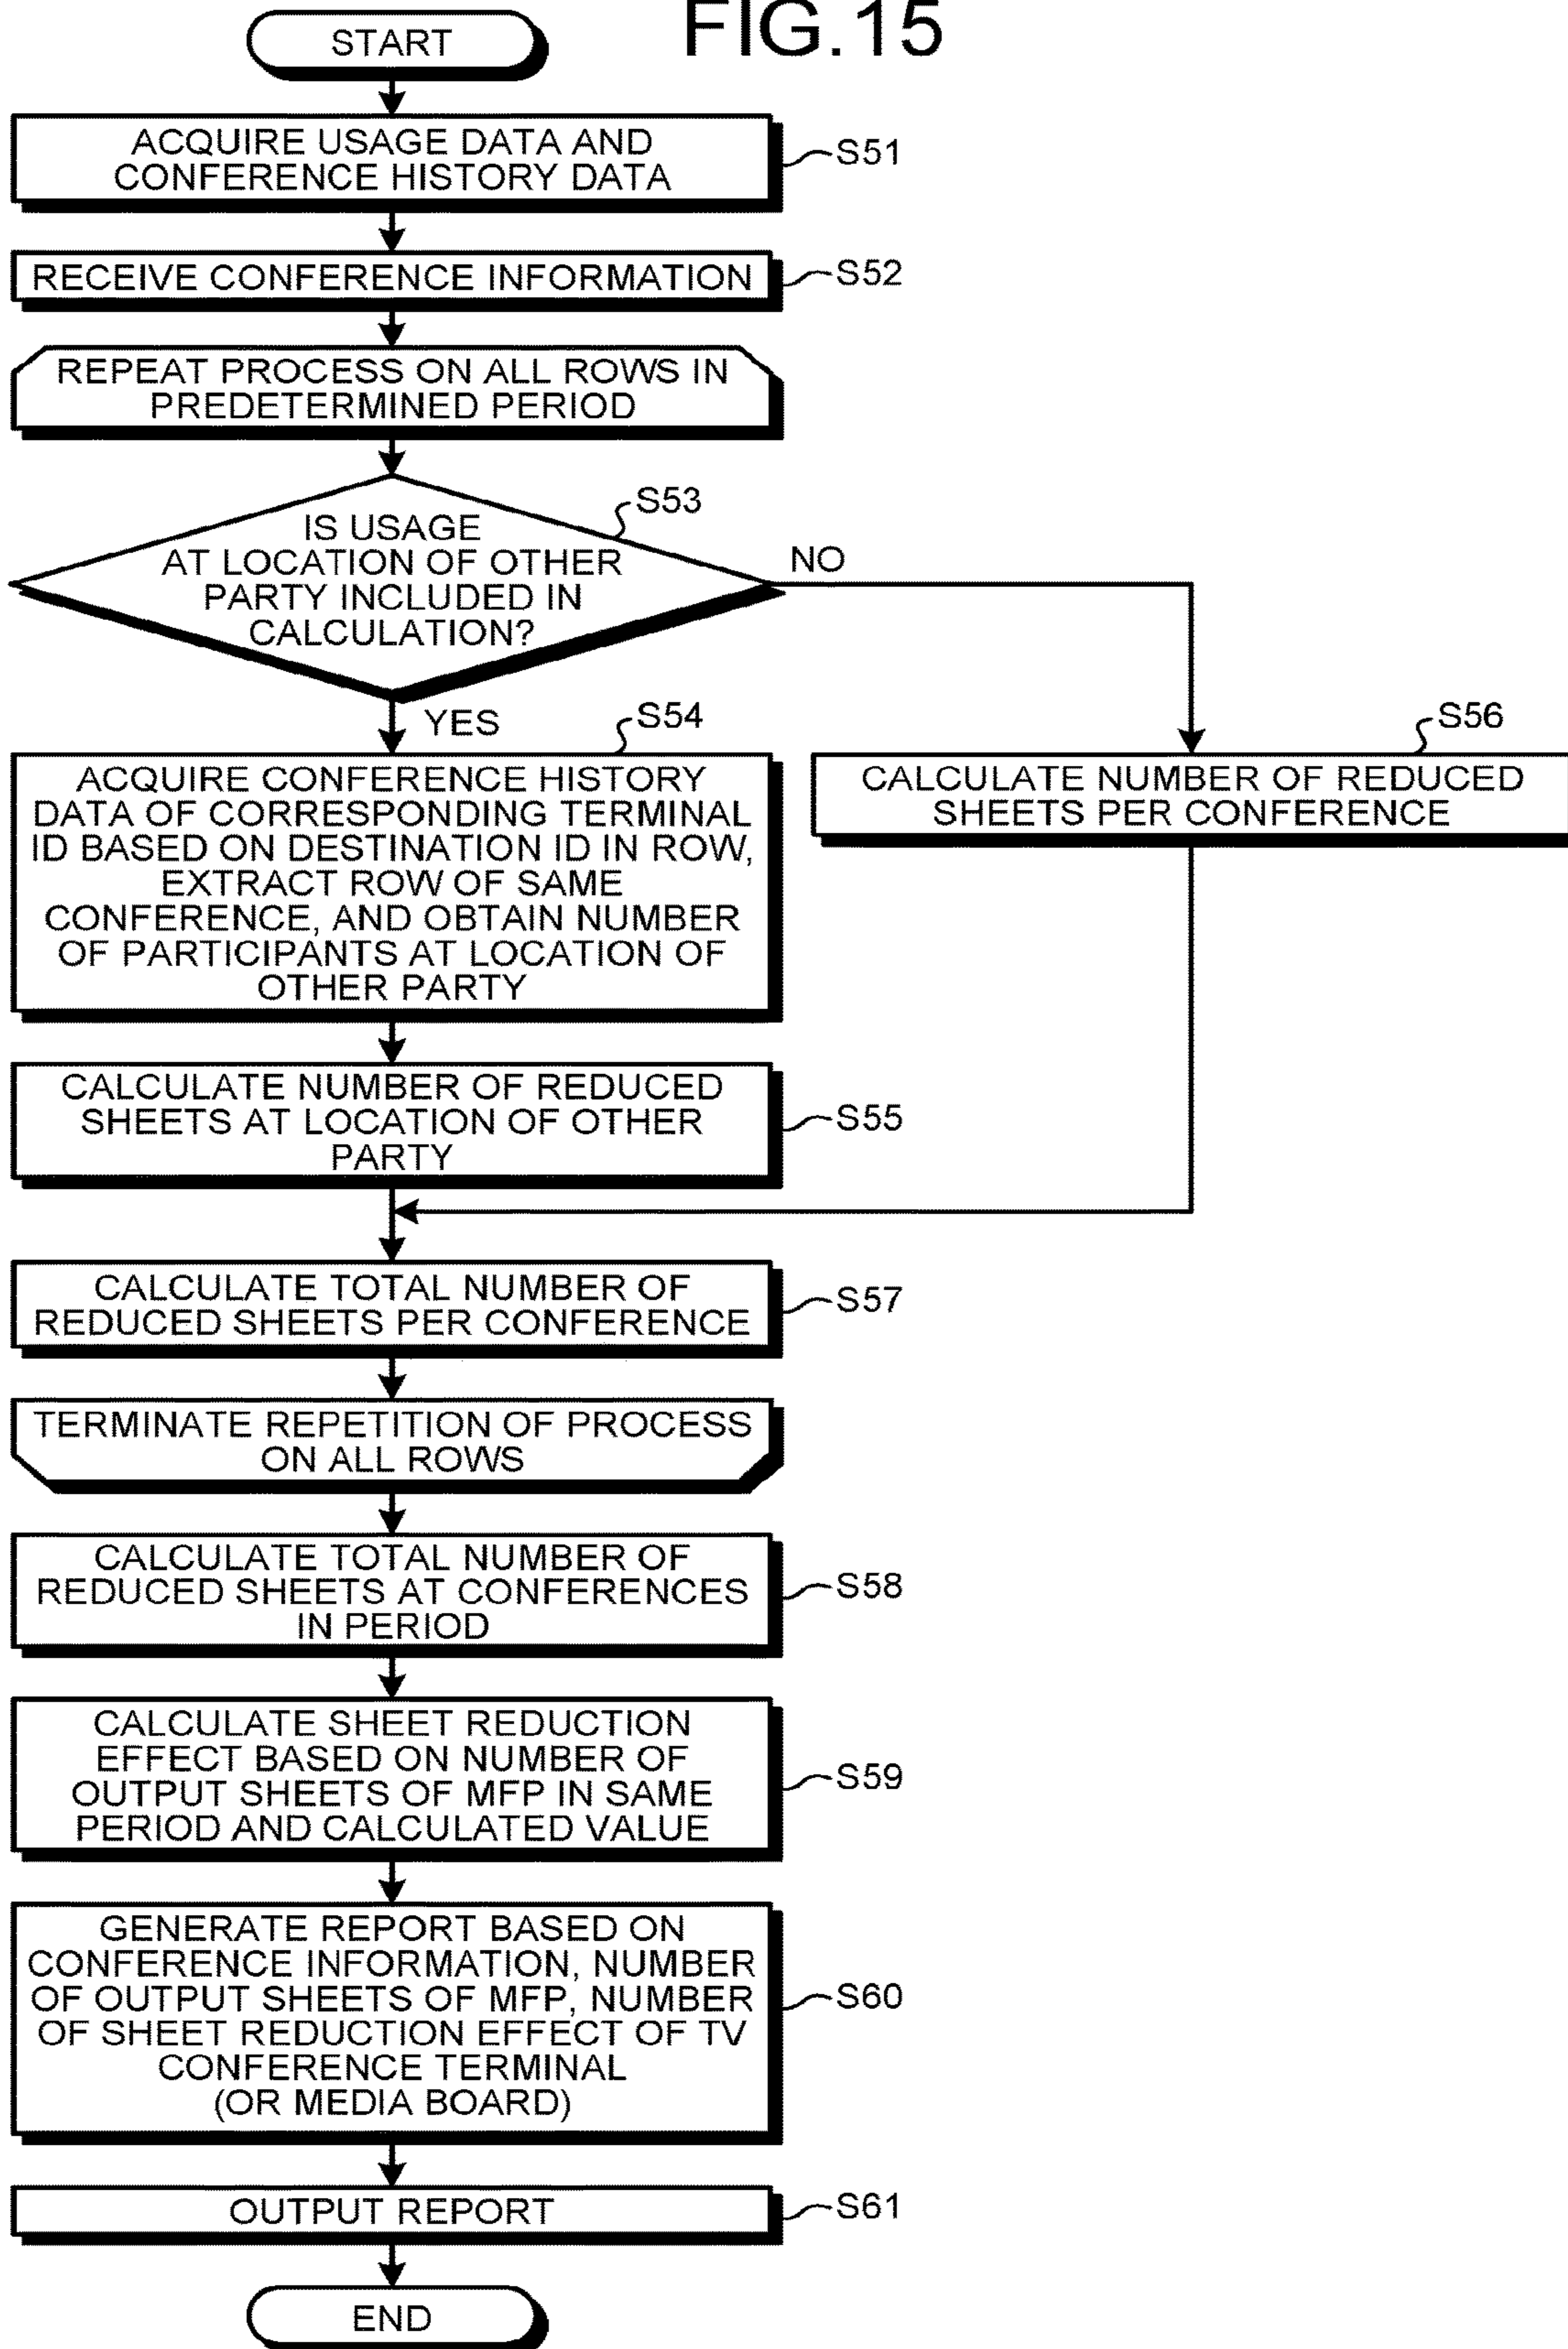 FIG.15
START
ACQUIRE USAGE DATA AND
CONFERENCE HISTORY DATA
S51
RECEIVE CONFERENCE INFORMATION
S52
REPEAT PROCESS ON ALL ROWS IN
PREDETERMINED PERIOD
S53
IS USAGE
AT LOCATION OF OTHER
PARTY INCLUDED IN
CALCULATION?
NO
YES
S54
ACQUIRE CONFERENCE HISTORY
DATA OF CORRESPONDING TERMINAL
ID BASED ON DESTINATION ID IN ROW,
EXTRACT ROW OF SAME
CONFERENCE, AND OBTAIN NUMBER
OF PARTICIPANTS AT LOCATION OF
OTHER PARTY
S56
CALCULATE NUMBER OF REDUCED
SHEETS PER CONFERENCE
CALCULATE NUMBER OF REDUCED
SHEETS AT LOCATION OF OTHER
PARTY
S55
CALCULATE TOTAL NUMBER OF
REDUCED SHEETS PER CONFERENCE
S57
TERMINATE REPETITION OF PROCESS
ON ALL ROWS
CALCULATE TOTAL NUMBER OF
REDUCED SHEETS AT CONFERENCES
IN PERIOD
S58
CALCULATE SHEET REDUCTION
EFFECT BASED ON NUMBER OF
OUTPUT SHEETS OF MFP IN SAME
PERIOD AND CALCULATED VALUE
S59
GENERATE REPORT BASED ON
CONFERENCE INFORMATION, NUMBER
OF OUTPUT SHEETS OF MFP, NUMBER
OF SHEET REDUCTION EFFECT OF TV
CONFERENCE TERMINAL
(OR MEDIA BOARD)
S60
OUTPUT REPORT
S61
END